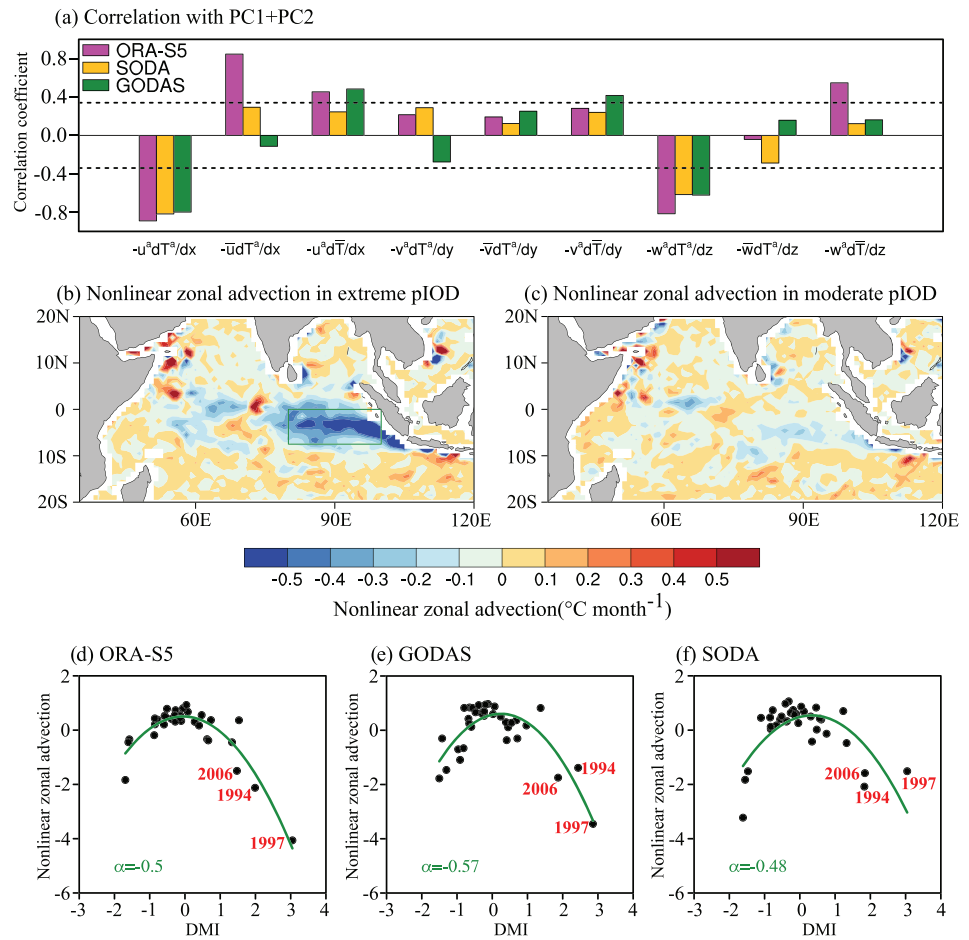 (a) Correlation with PC1+PC2
Correlation coefficient
0.8
0.4
0.0
-0.4
-0.8
ORA-S5
SODA
GODAS
-uᵃdTᵃ/dx -u̅dTᵃ/dx -uᵃdT̅/dx -vᵃdTᵃ/dy -v̅dTᵃ/dy -vᵃdT̅/dy -wᵃdTᵃ/dz -w̅dTᵃ/dz -wᵃdT̅/dz
(b) Nonlinear zonal advection in extreme pIOD
20N
10N
0
10S
20S
60E 90E 120E
(c) Nonlinear zonal advection in moderate pIOD
20N
10N
0
10S
20S
60E 90E 120E
-0.5 -0.4 -0.3 -0.2 -0.1 0 0.1 0.2 0.3 0.4 0.5
Nonlinear zonal advection(°C month⁻¹)
(d) ORA-S5
Nonlinear zonal advection
2
0
-2
-4
-6
2006
1994
1997
α=-0.5
-3 -2 -1 0 1 2 3 4
DMI
(e) GODAS
Nonlinear zonal advection
2
0
-2
-4
-6
1994
2006
1997
α=-0.57
-3 -2 -1 0 1 2 3 4
DMI
(f) SODA
Nonlinear zonal advection
2
0
-2
-4
-6
2006
1997
1994
α=-0.48
-3 -2 -1 0 1 2 3 4
DMI